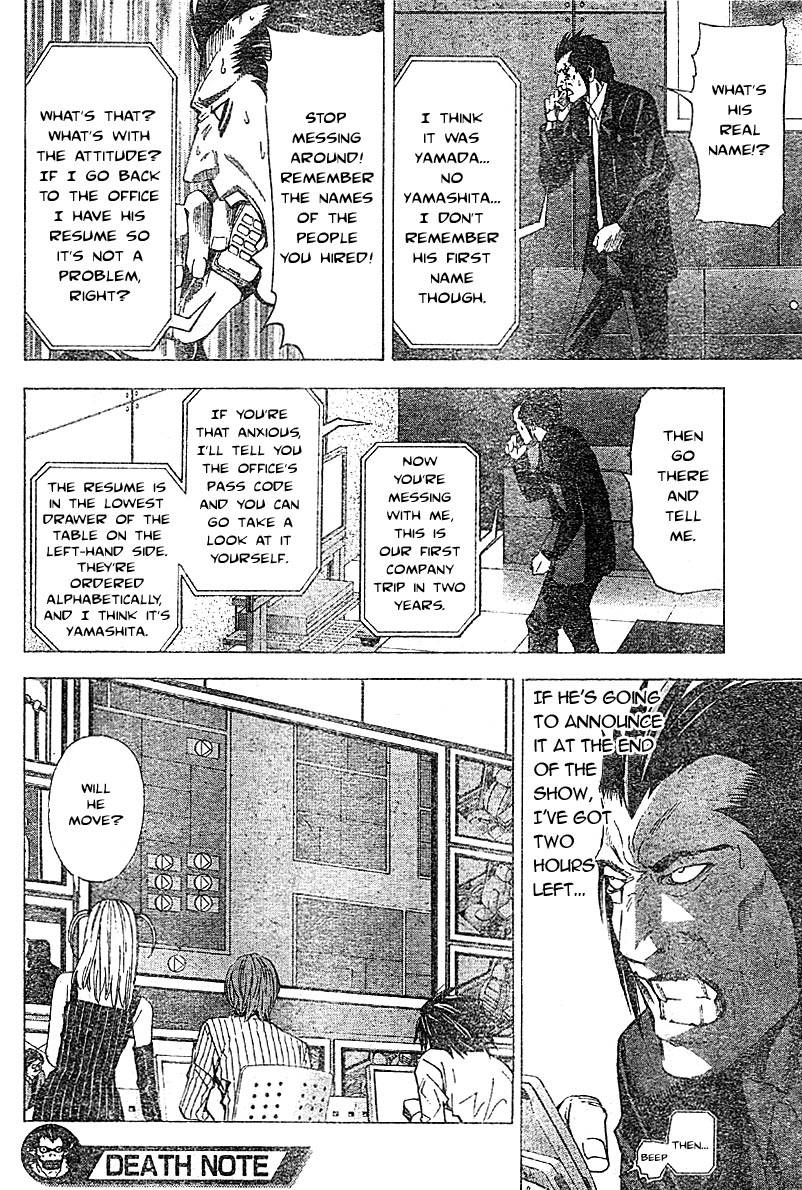 WHAT'S
HIS
REAL
NAME!?
I THINK
IT WAS
YAMADA...
NO
YAMASHITA...
I DON'T
REMEMBER
HIS FIRST
NAME
THOUGH.
STOP
MESSING
AROUND!
REMEMBER
THE NAMES
OF THE
PEOPLE
YOU HIRED!
WHAT'S THAT?
WHAT'S WITH
THE ATTITUDE?
IF I GO BACK
TO THE OFFICE
I HAVE HIS
RESUME SO
IT'S NOT A
PROBLEM,
RIGHT?
THEN
GO
THERE
AND
TELL
ME.
NOW
YOU'RE
MESSING
WITH ME,
THIS IS
OUR FIRST
COMPANY
TRIP IN TWO
YEARS.
IF YOU'RE
THAT ANXIOUS,
I'LL TELL YOU
THE OFFICE'S
PASS CODE
AND YOU CAN
GO TAKE A
LOOK AT IT
YOURSELF.
THE RESUME IS
IN THE LOWEST
DRAWER OF THE
TABLE ON THE
LEFT-HAND SIDE.
THEY'RE
ORDERED
ALPHABETICALLY,
AND I THINK IT'S
YAMASHITA.
IF HE'S GOING
TO ANNOUNCE
IT AT THE END
OF THE
SHOW,
I'VE GOT
TWO
HOURS
LEFT...
THEN...
BEEP
WILL
HE
MOVE?
DEATH NOTE